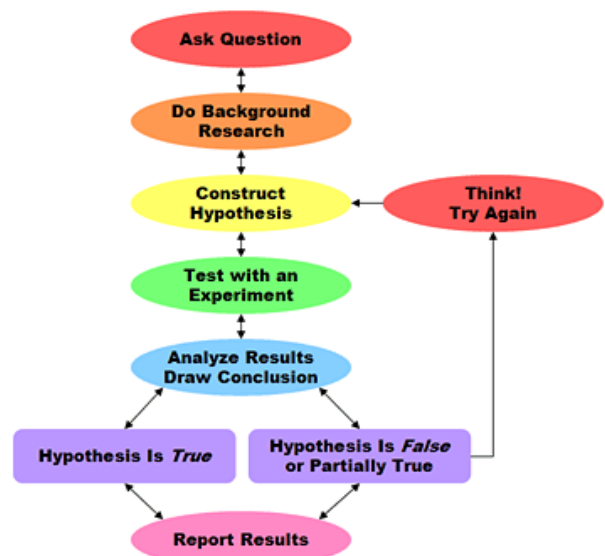 Ask Question
Do Background
Research
Construct
Hypothesis
Think!
Try Again
Test with an
Experiment
Analyze Results
Draw Conclusion
Hypothesis Is True
Hypothesis Is False
or Partially True
Report Results